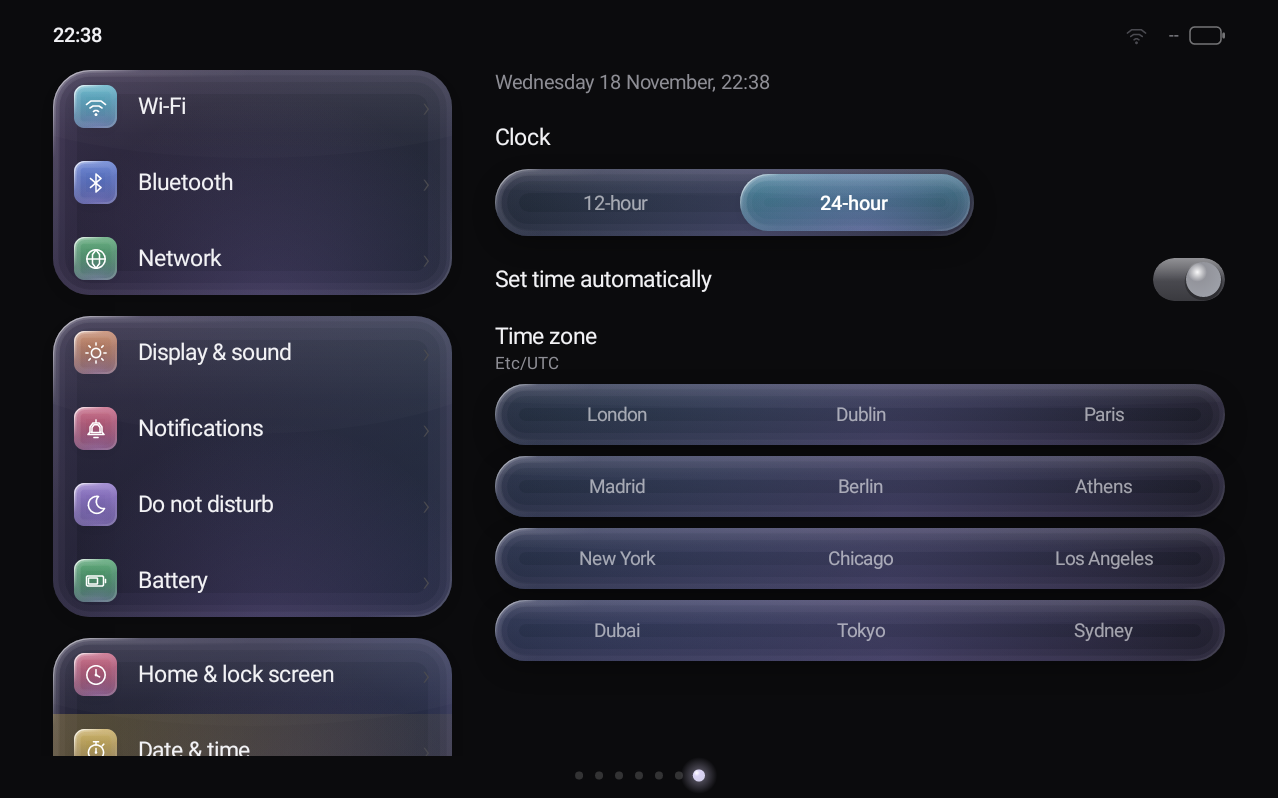 22:38
--
Wi-Fi
Bluetooth
Network
Display & sound
Notifications
Do not disturb
Battery
Home & lock screen
Date & time
Wednesday 18 November, 22:38
Clock
12-hour 24-hour
Set time automatically
Time zone
Etc/UTC
London Dublin Paris
Madrid Berlin Athens
New York Chicago Los Angeles
Dubai Tokyo Sydney